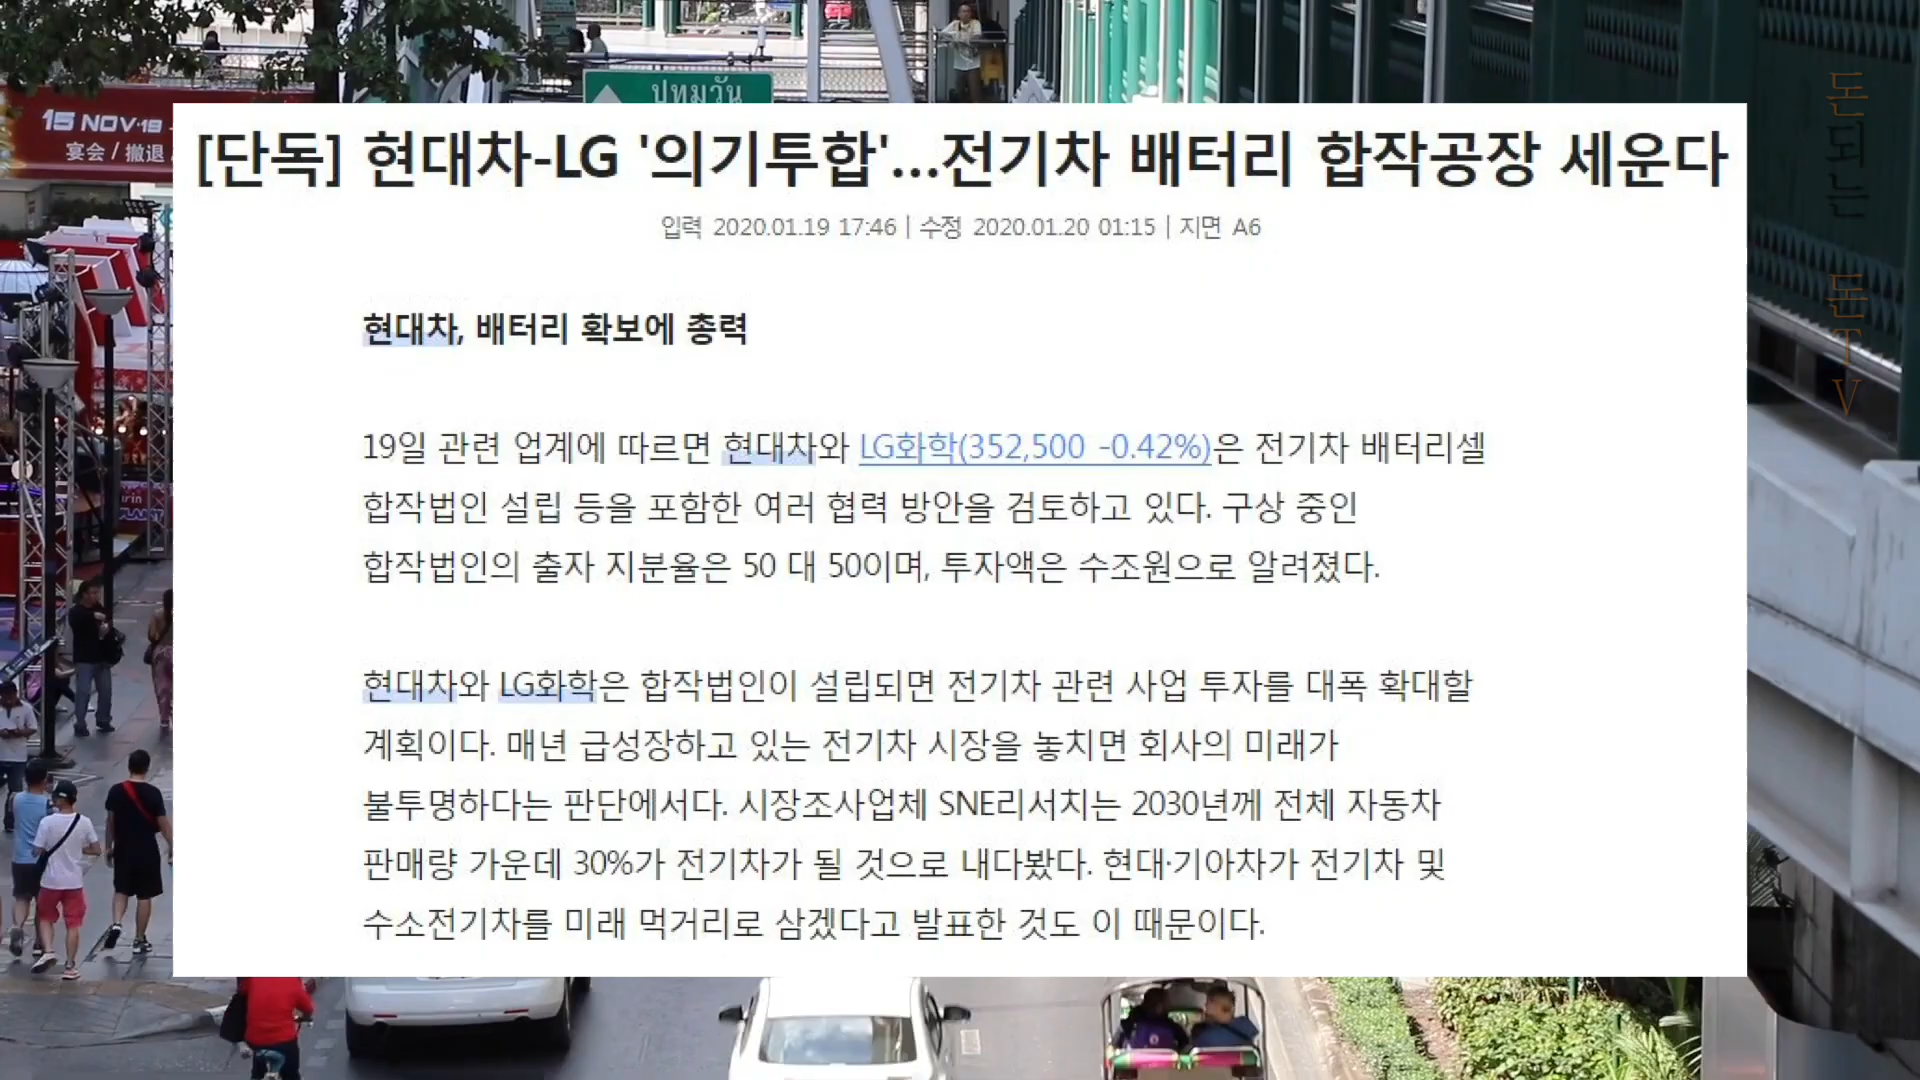 ปทุมวัน
15 NOV·18
宴会 / 撤退
[단독] 현대차-LG '의기투합'...전기차 배터리 합작공장 세운다
입력 2020.01.19 17:46 | 수정 2020.01.20 01:15 | 지면 A6
현대차, 배터리 확보에 총력
19일 관련 업계에 따르면 현대차와 LG화학(352,500 -0.42%)은 전기차 배터리셀
합작법인 설립 등을 포함한 여러 협력 방안을 검토하고 있다. 구상 중인
합작법인의 출자 지분율은 50 대 50이며, 투자액은 수조원으로 알려졌다.
현대차와 LG화학은 합작법인이 설립되면 전기차 관련 사업 투자를 대폭 확대할
계획이다. 매년 급성장하고 있는 전기차 시장을 놓치면 회사의 미래가
불투명하다는 판단에서다. 시장조사업체 SNE리서치는 2030년께 전체 자동차
판매량 가운데 30%가 전기차가 될 것으로 내다봤다. 현대·기아차가 전기차 및
수소전기차를 미래 먹거리로 삼겠다고 발표한 것도 이 때문이다.
돈되는 돈TV